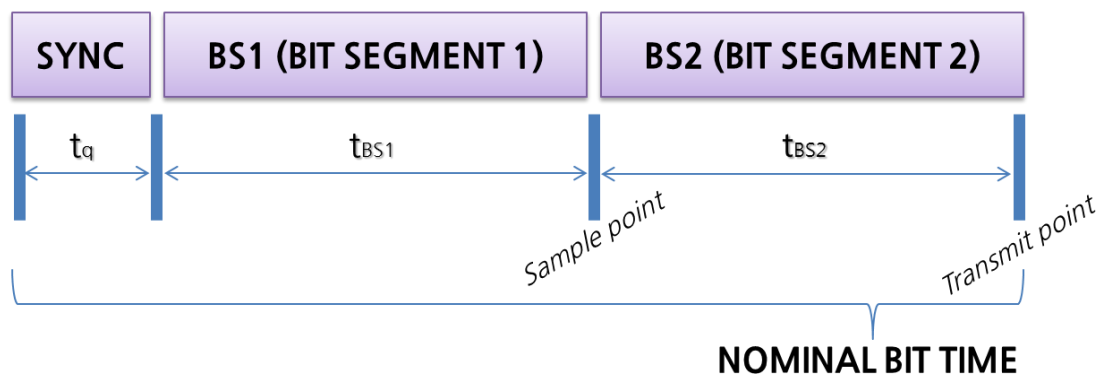 SYNC
BS1 (BIT SEGMENT 1)
BS2 (BIT SEGMENT 2)
tq
tBS1
tBS2
Sample point
Transmit point
NOMINAL BIT TIME